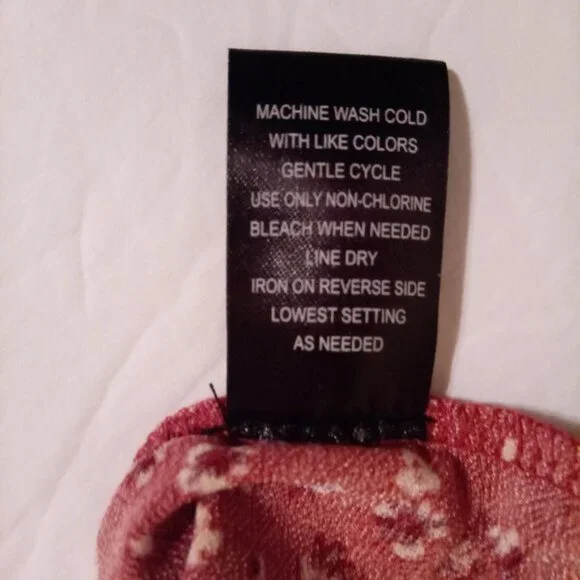 MACHINE WASH COLD
WITH LIKE COLORS
GENTLE CYCLE
USE ONLY NON-CHLORINE
BLEACH WHEN NEEDED
LINE DRY
IRON ON REVERSE SIDE
LOWEST SETTING
AS NEEDED